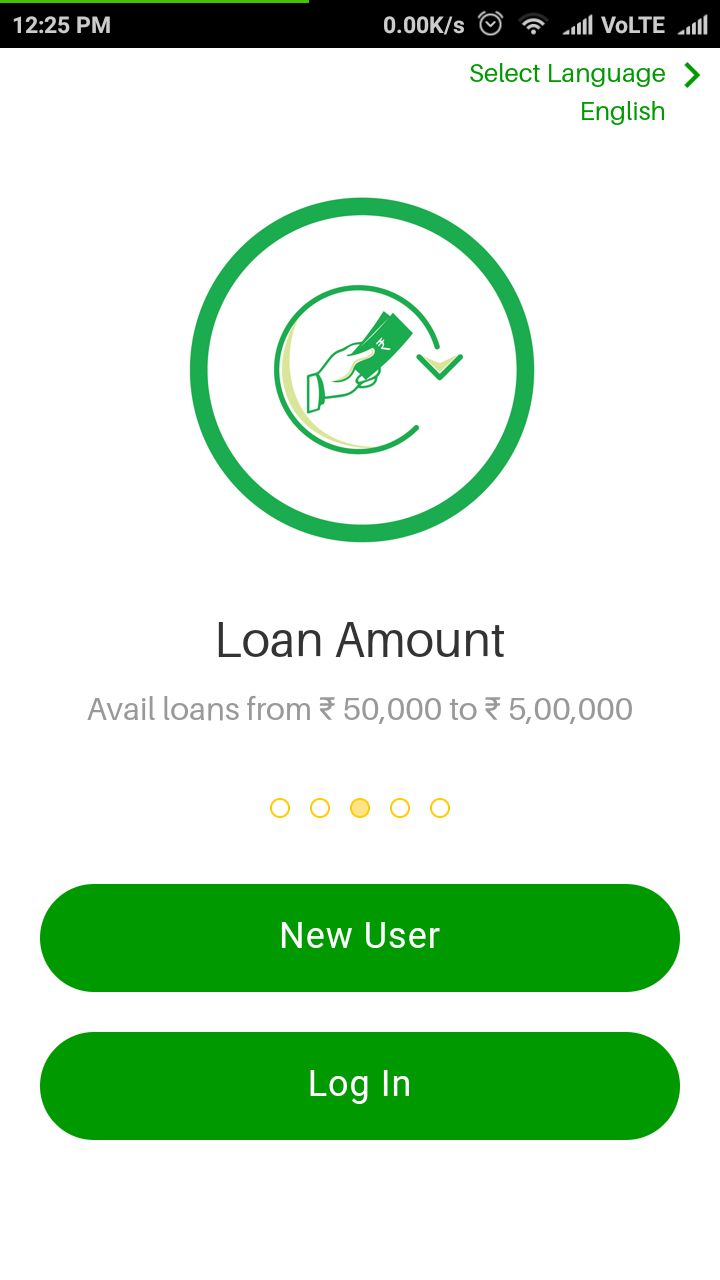 12:25 PM 0.00K/s VoLTE
Select Language
English
Loan Amount
Avail loans from ₹ 50,000 to ₹ 5,00,000
New User
Log In